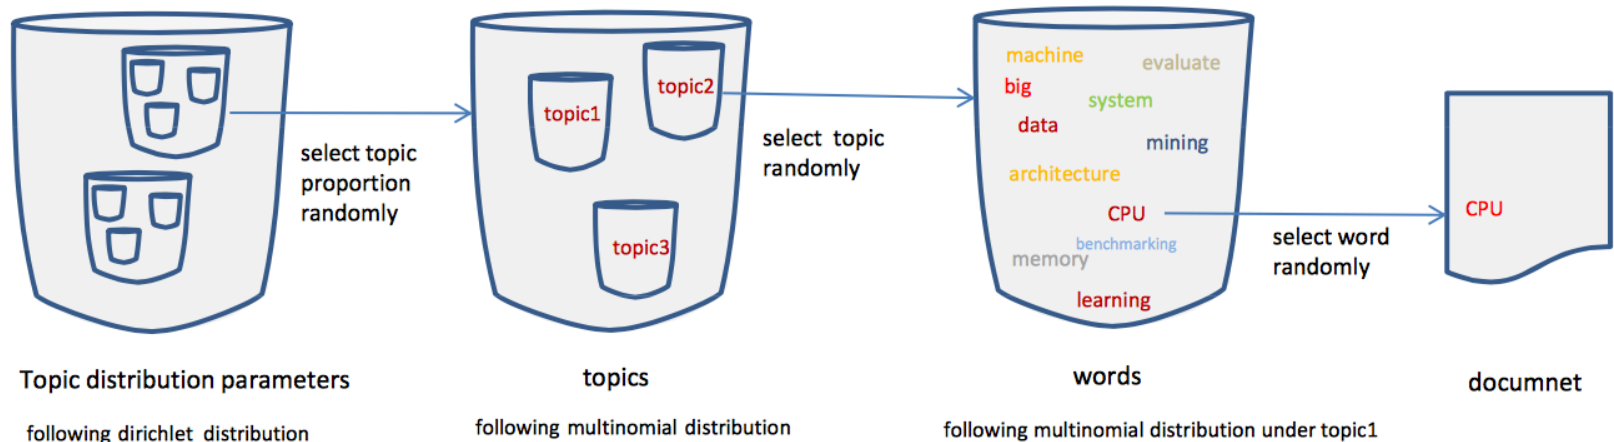 topic1
topic2
topic3
machine
evaluate
big
system
data
mining
architecture
CPU
benchmarking
memory
learning
CPU
select topic
proportion
randomly
select topic
randomly
select word
randomly
Topic distribution parameters
topics
words
documnet
following dirichlet distribution
following multinomial distribution
following multinomial distribution under topic1